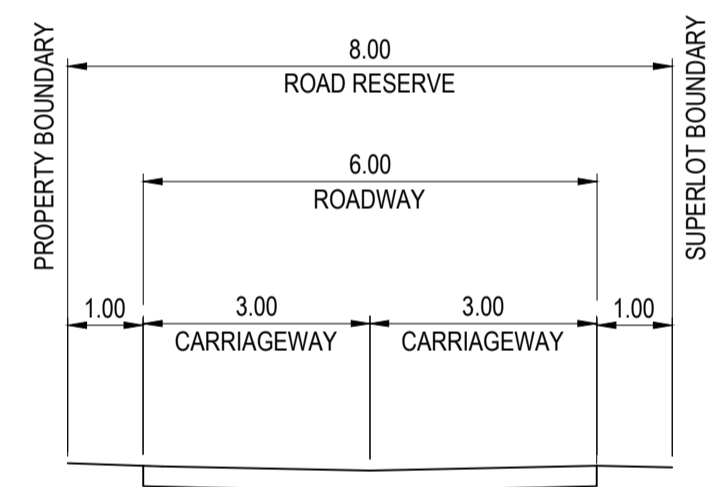 PROPERTY BOUNDARY
8.00
ROAD RESERVE
SUPERLOT BOUNDARY
6.00
ROADWAY
1.00
3.00
3.00
1.00
CARRIAGEWAY
CARRIAGEWAY